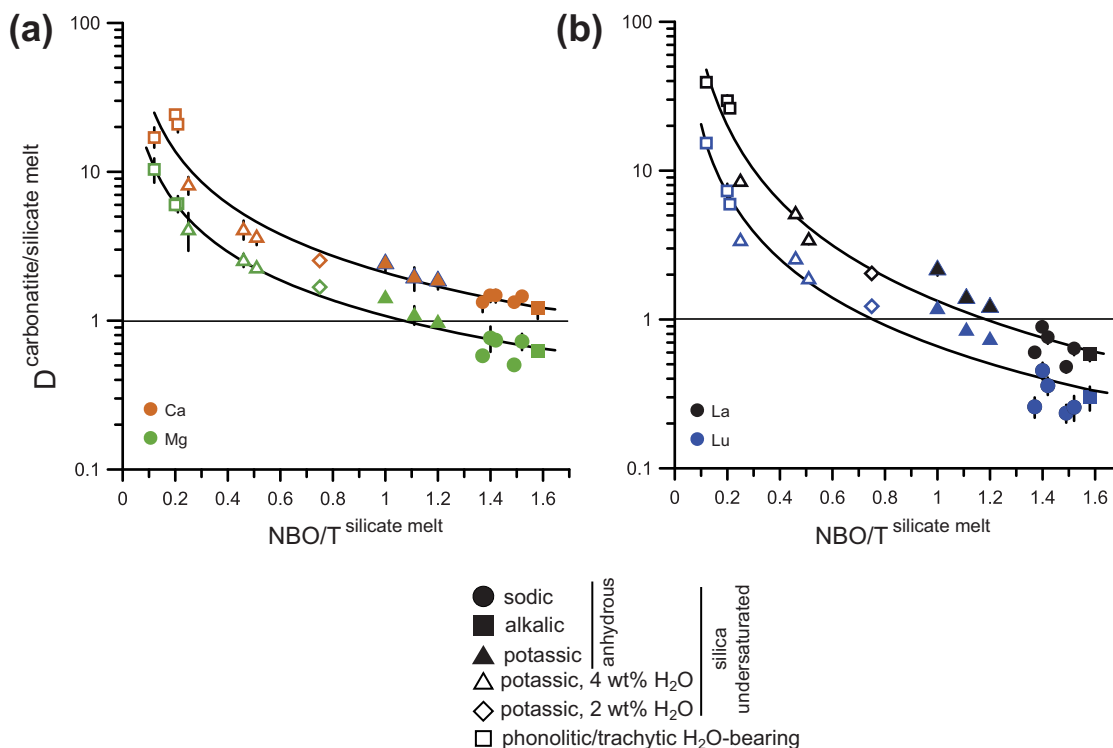 (a)
100
10
1
0.1
D carbonatite/silicate melt
0 0.2 0.4 0.6 0.8 1 1.2 1.4 1.6
NBO/T silicate melt
Ca
Mg
(b)
100
10
1
0.1
0 0.2 0.4 0.6 0.8 1 1.2 1.4 1.6
NBO/T silicate melt
La
Lu
sodic
alkalic
potassic
anhydrous
potassic, 4 wt% H₂O
potassic, 2 wt% H₂O
silica
undersaturated
phonolitic/trachytic H₂O-bearing